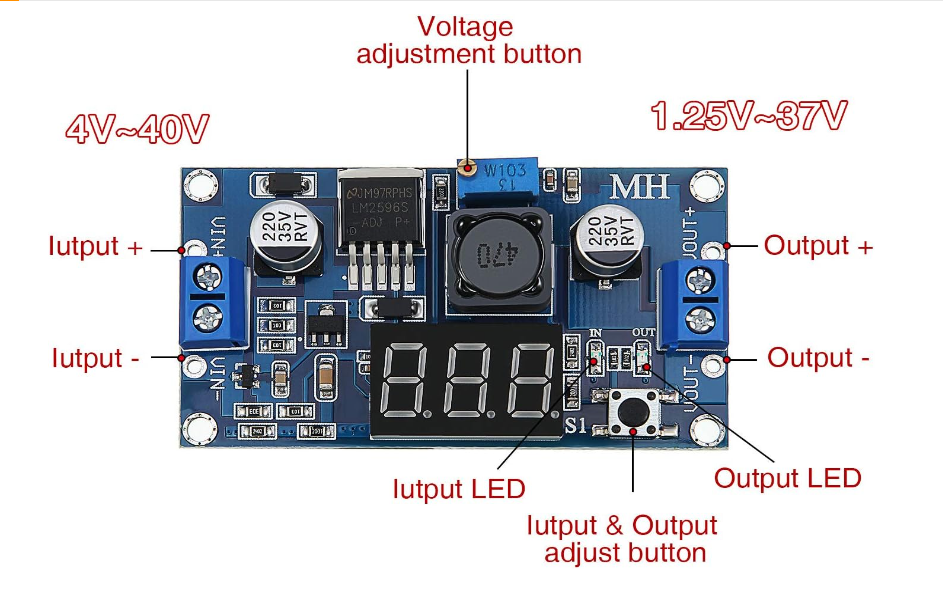 Voltage
adjustment button
4V~40V
1.25V~37V
W103
13
MH
JM97RPHS
LM2596S
-ADJ P+
220
35V
RVT
220
35V
RVT
470
VIN+
VOUT+
Iutput +
Output +
IN
OUT
Iutput -
Output -
VIN-
VOUT-
S1
Iutput LED
Output LED
Iutput & Output
adjust button